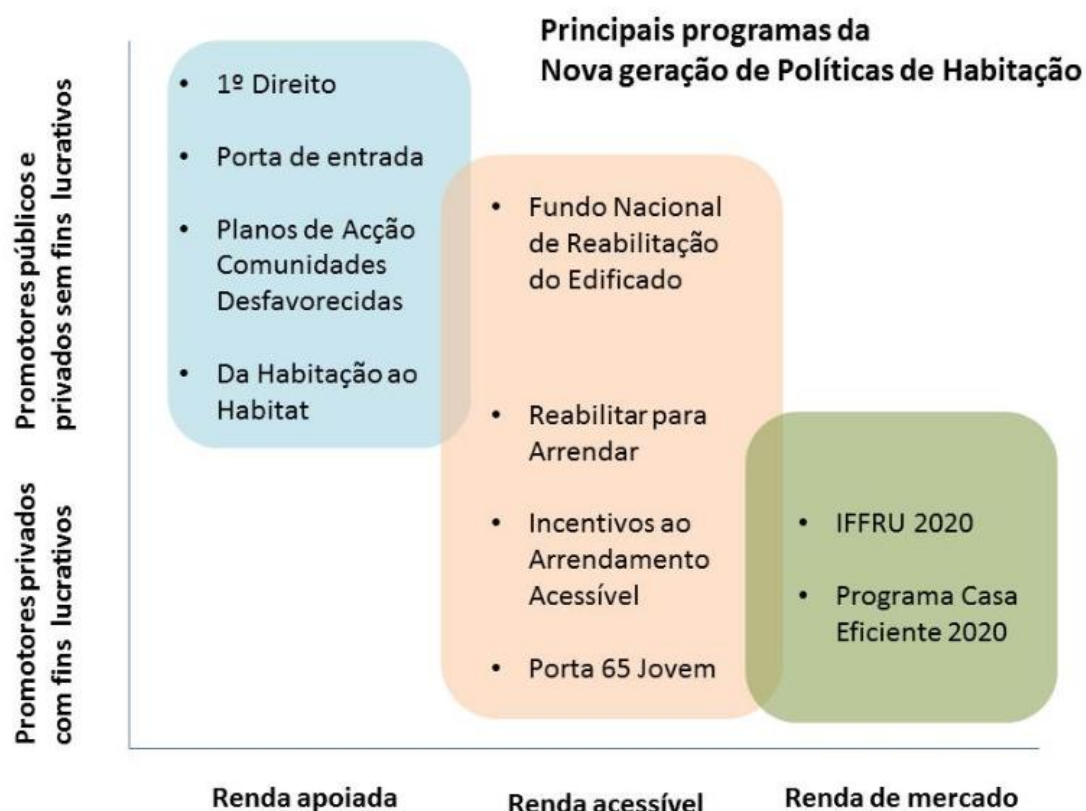 Principais programas da
Nova geração de Políticas de Habitação
Promotores públicos e
privados sem fins lucrativos
Promotores privados
com fins lucrativos
• 1º Direito
• Porta de entrada
• Planos de Acção
Comunidades
Desfavorecidas
• Da Habitação ao
Habitat
• Fundo Nacional
de Reabilitação
do Edificado
• Reabilitar para
Arrendar
• Incentivos ao
Arrendamento
Acessível
• Porta 65 Jovem
• IFFRU 2020
• Programa Casa
Eficiente 2020
Renda apoiada
Renda acessível
Renda de mercado